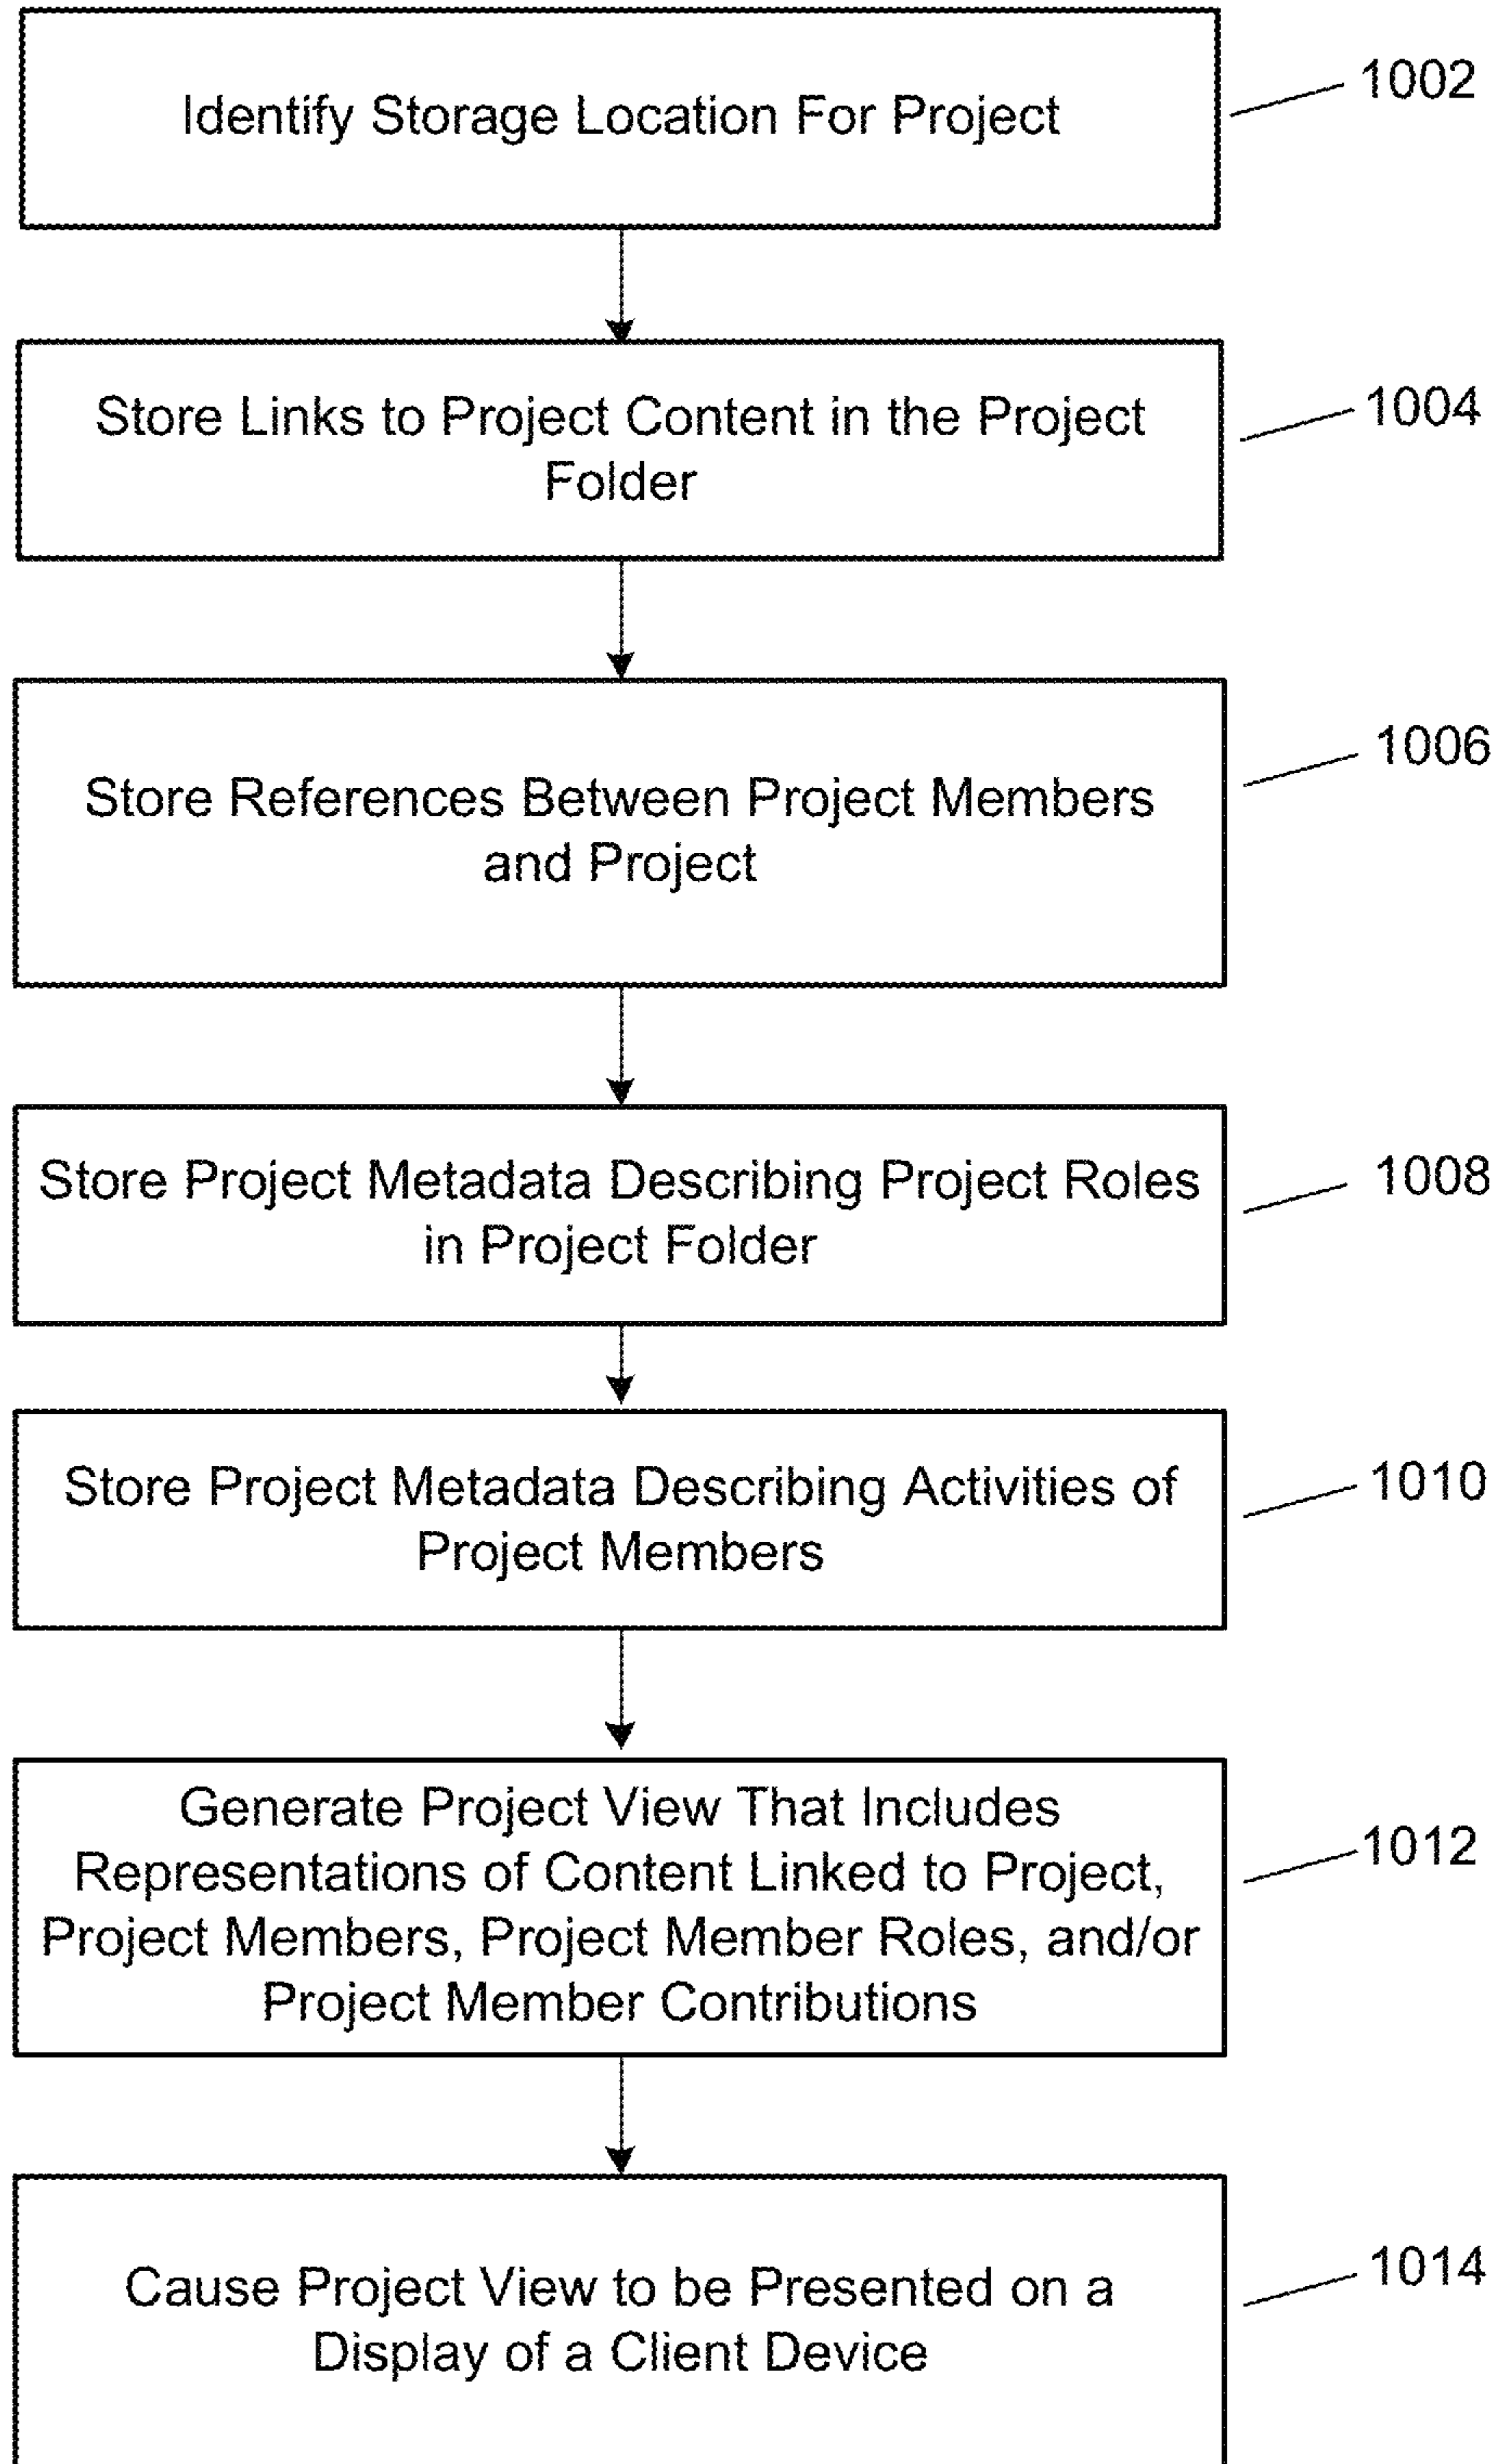 Identify Storage Location For Project
1002
Store Links to Project Content in the Project
Folder
1004
Store References Between Project Members
and Project
1006
Store Project Metadata Describing Project Roles
in Project Folder
1008
Store Project Metadata Describing Activities of
Project Members
1010
Generate Project View That Includes
Representations of Content Linked to Project,
Project Members, Project Member Roles, and/or
Project Member Contributions
1012
Cause Project View to be Presented on a
Display of a Client Device
1014